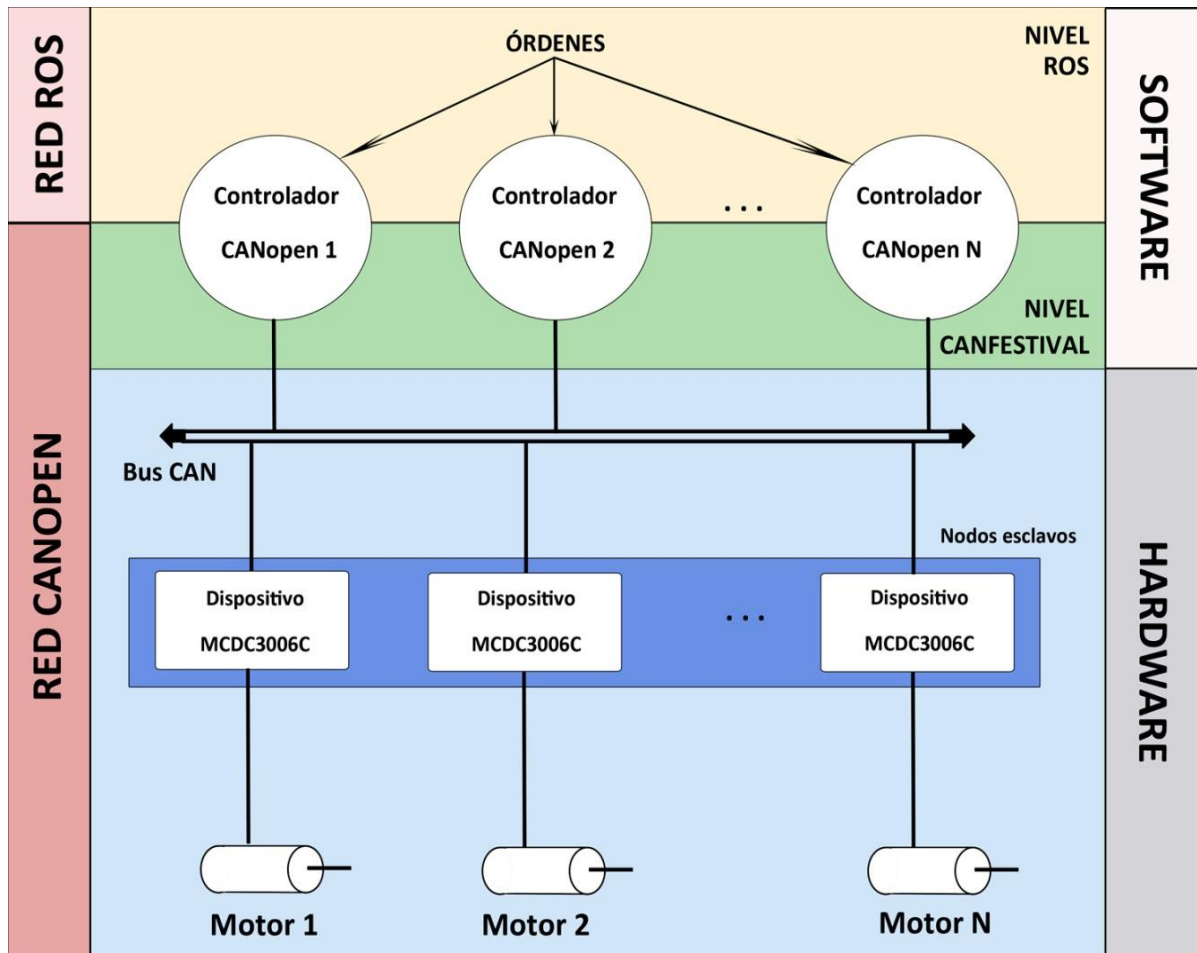 RED ROS
ÓRDENES
NIVEL
ROS
SOFTWARE
Controlador
CANopen 1
Controlador
CANopen 2
. . .
Controlador
CANopen N
NIVEL
CANFESTIVAL
RED CANOPEN
HARDWARE
Bus CAN
Nodos esclavos
Dispositivo
MCDC3006C
Dispositivo
MCDC3006C
. . .
Dispositivo
MCDC3006C
Motor 1
Motor 2
Motor N